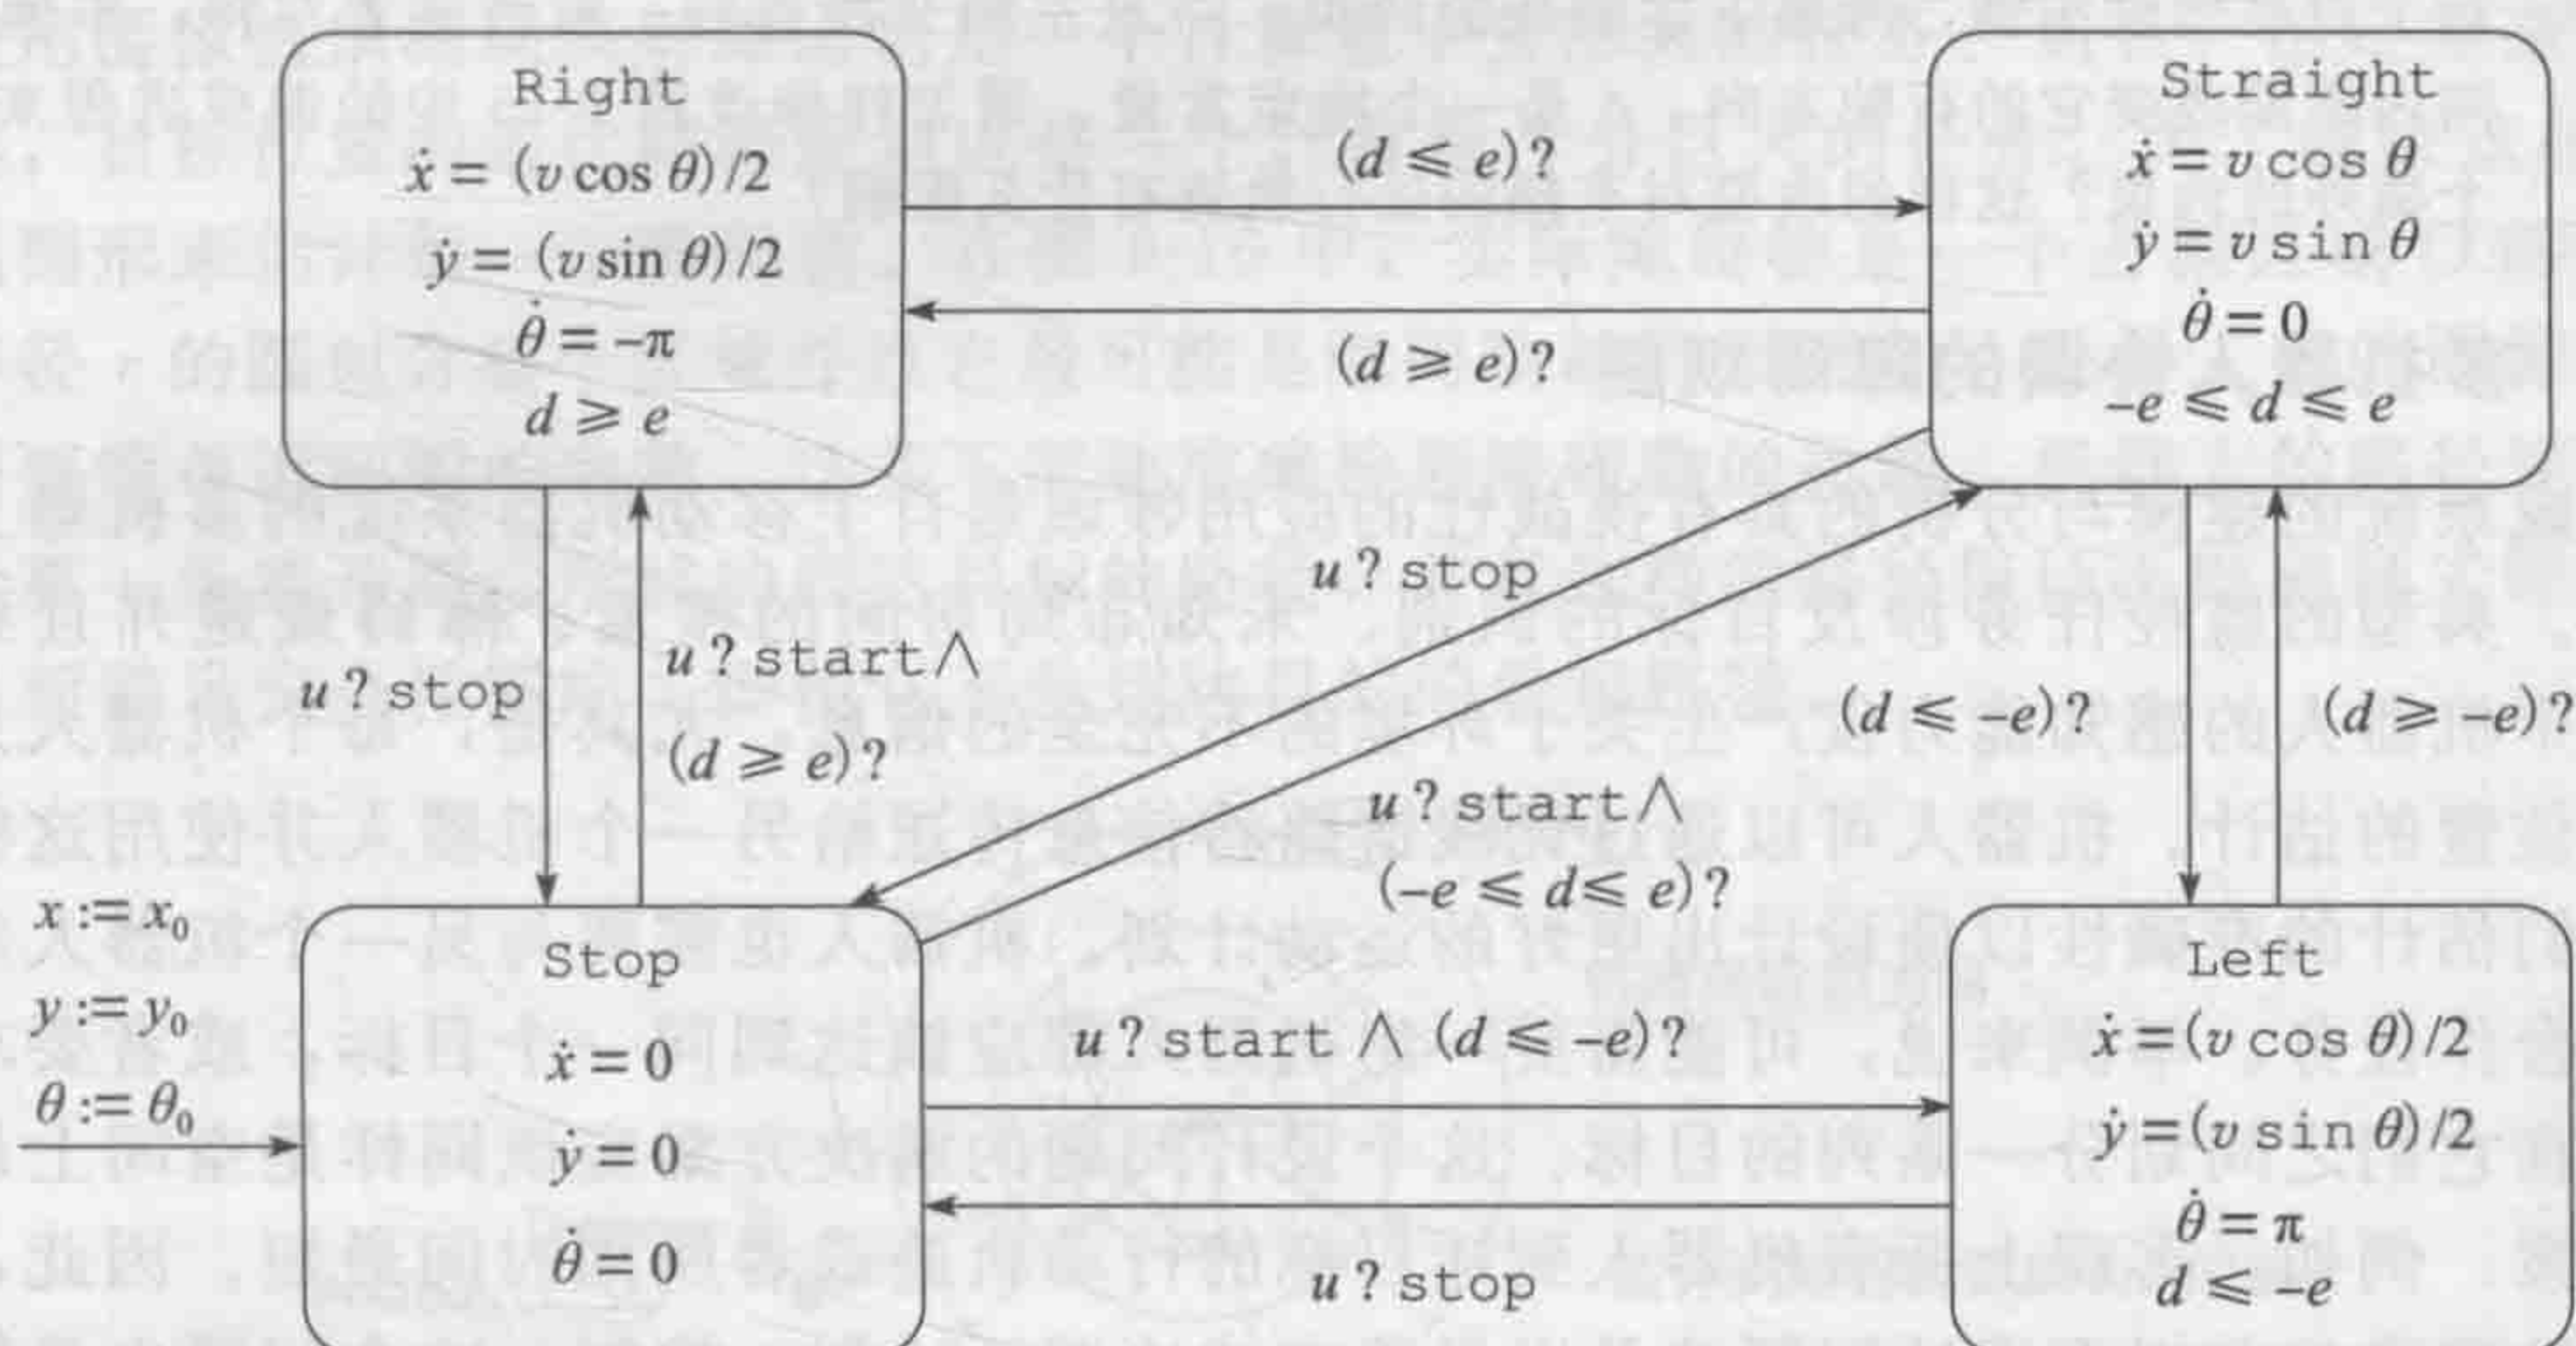 Right
ẋ = (v cos θ)/2
ẏ = (v sin θ)/2
θ̇ = −π
d ⩾ e
(d ⩽ e)?
(d ⩾ e)?
Straight
ẋ = v cos θ
ẏ = v sin θ
θ̇ = 0
−e ⩽ d ⩽ e
u ? stop
u ? start ∧
(d ⩾ e)?
u ? stop
u ? start ∧
(−e ⩽ d ⩽ e)?
(d ⩽ −e)?
(d ⩾ −e)?
x := x₀
y := y₀
θ := θ₀
Stop
ẋ = 0
ẏ = 0
θ̇ = 0
u ? start ∧ (d ⩽ −e)?
u ? stop
Left
ẋ = (v cos θ)/2
ẏ = (v sin θ)/2
θ̇ = π
d ⩽ −e